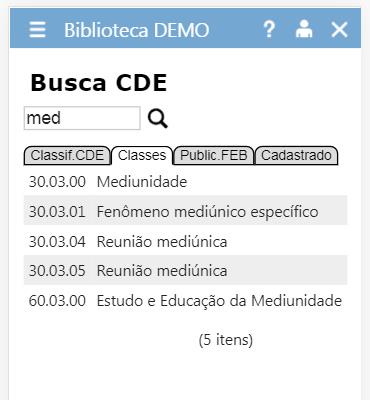 Biblioteca DEMO ?
Busca CDE
med
Classif.CDE Classes Public.FEB Cadastrado
30.03.00 Mediunidade
30.03.01 Fenômeno mediúnico específico
30.03.04 Reunião mediúnica
30.03.05 Reunião mediúnica
60.03.00 Estudo e Educação da Mediunidade
(5 itens)